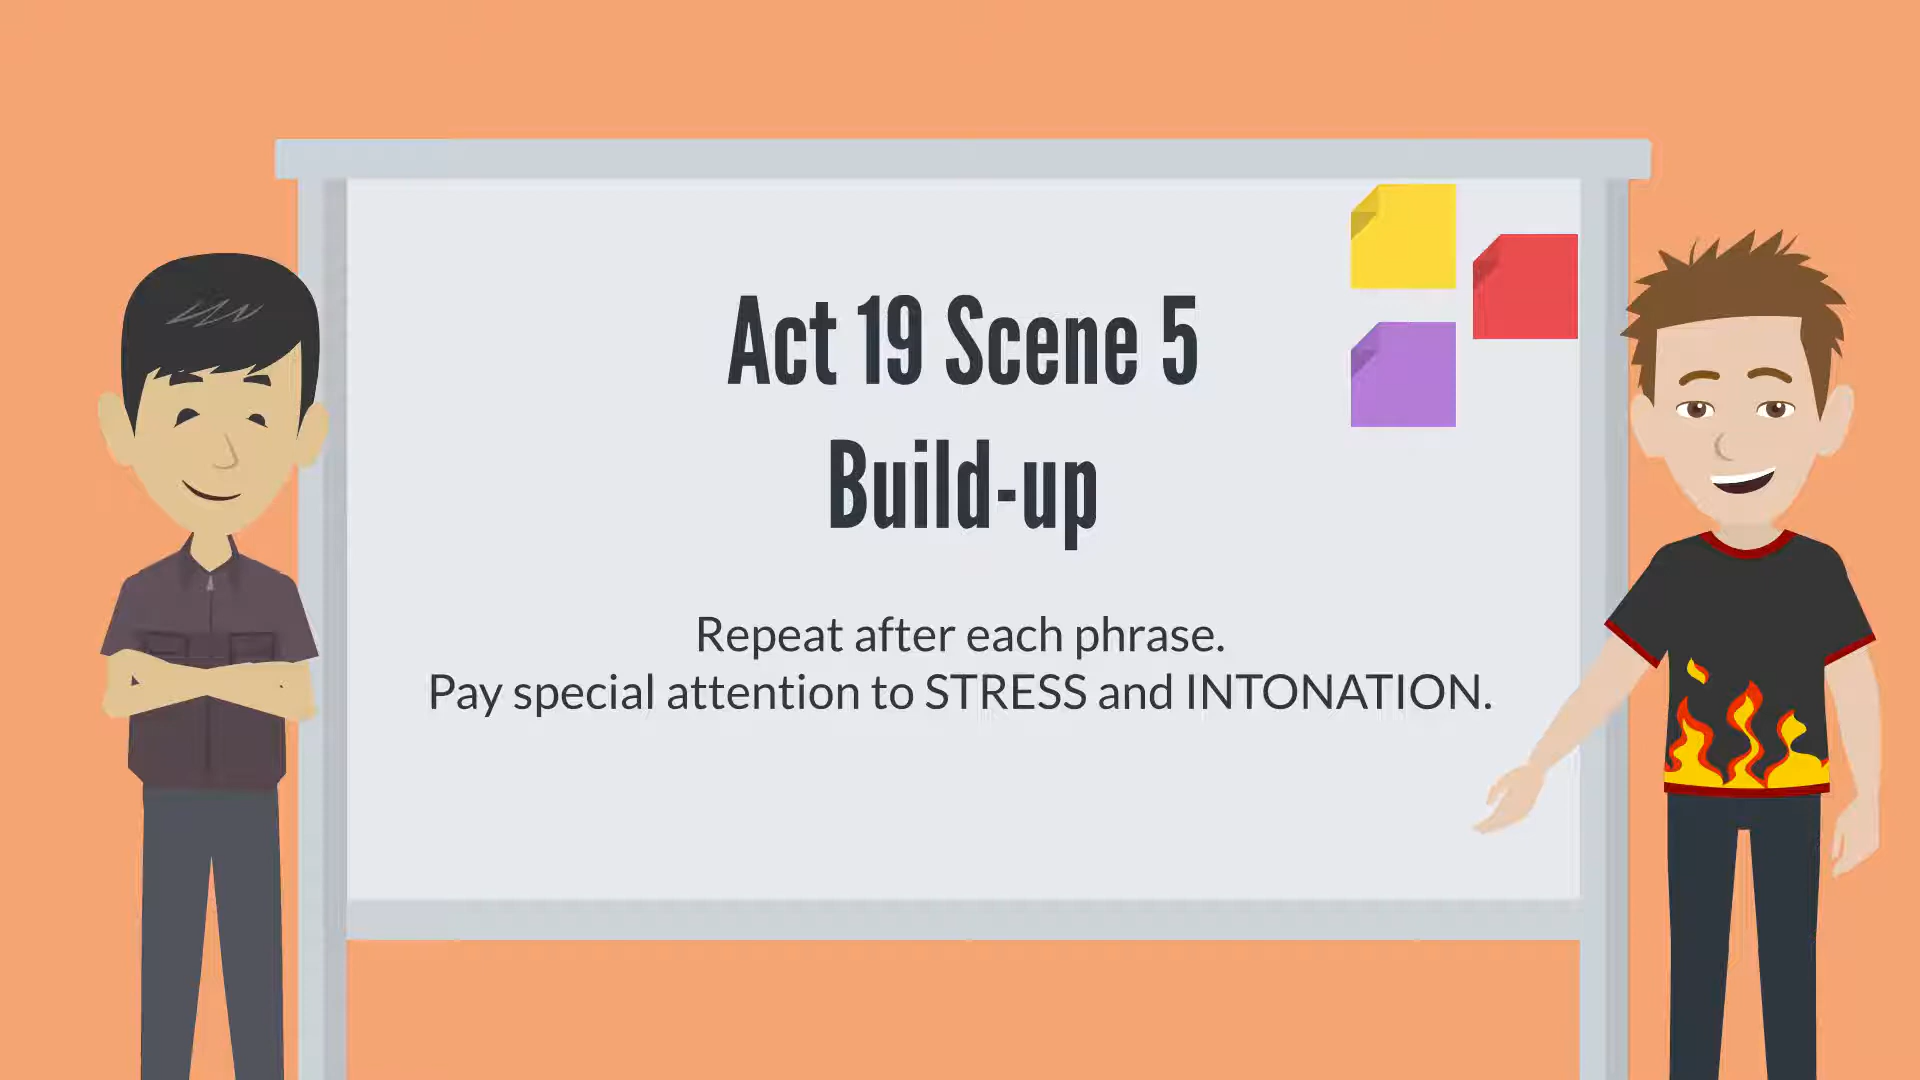 Act 19 Scene 5
Build-up
Repeat after each phrase.
Pay special attention to STRESS and INTONATION.